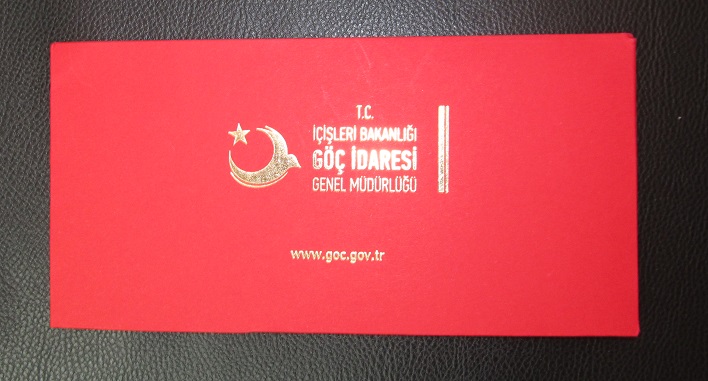 T.C.
İÇİŞLERİ BAKANLIĞI
GÖÇ İDARESİ
GENEL MÜDÜRLÜĞÜ
www.goc.gov.tr